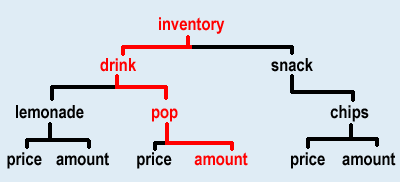 inventory
drink snack
lemonade pop chips
price amount price amount price amount